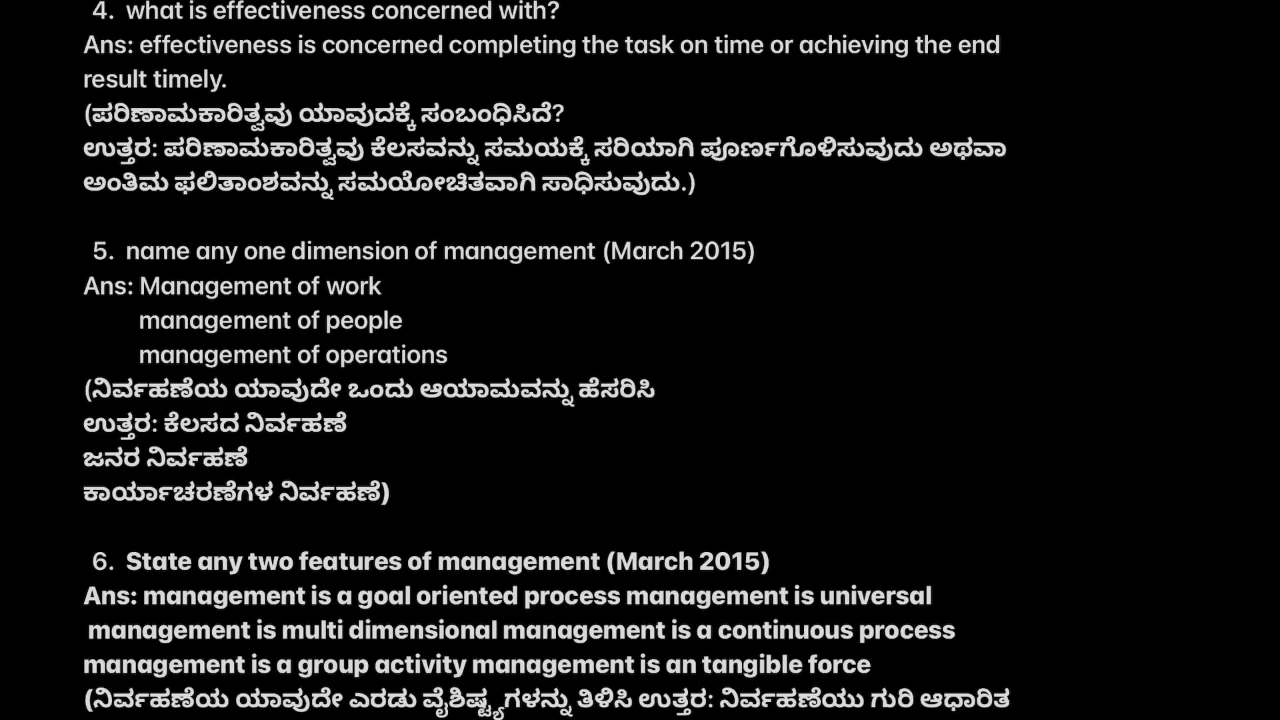 4. what is effectiveness concerned with?
Ans: effectiveness is concerned completing the task on time or achieving the end
result timely.
(ಪರಿಣಾಮಕಾರಿತ್ವವು ಯಾವುದಕ್ಕೆ ಸಂಬಂಧಿಸಿದೆ?
ಉತ್ತರ: ಪರಿಣಾಮಕಾರಿತ್ವವು ಕೆಲಸವನ್ನು ಸಮಯಕ್ಕೆ ಸರಿಯಾಗಿ ಪೂರ್ಣಗೊಳಿಸುವುದು ಅಥವಾ
ಅಂತಿಮ ಫಲಿತಾಂಶವನ್ನು ಸಮಯೋಚಿತವಾಗಿ ಸಾಧಿಸುವುದು.)
5. name any one dimension of management (March 2015)
Ans: Management of work
management of people
management of operations
(ನಿರ್ವಹಣೆಯ ಯಾವುದೇ ಒಂದು ಆಯಾಮವನ್ನು ಹೆಸರಿಸಿ
ಉತ್ತರ: ಕೆಲಸದ ನಿರ್ವಹಣೆ
ಜನರ ನಿರ್ವಹಣೆ
ಕಾರ್ಯಾಚರಣೆಗಳ ನಿರ್ವಹಣೆ)
6. State any two features of management (March 2015)
Ans: management is a goal oriented process management is universal
management is multi dimensional management is a continuous process
management is a group activity management is an tangible force
(ನಿರ್ವಹಣೆಯ ಯಾವುದೇ ಎರಡು ವೈಶಿಷ್ಟ್ಯಗಳನ್ನು ತಿಳಿಸಿ ಉತ್ತರ: ನಿರ್ವಹಣೆಯು ಗುರಿ ಆಧಾರಿತ